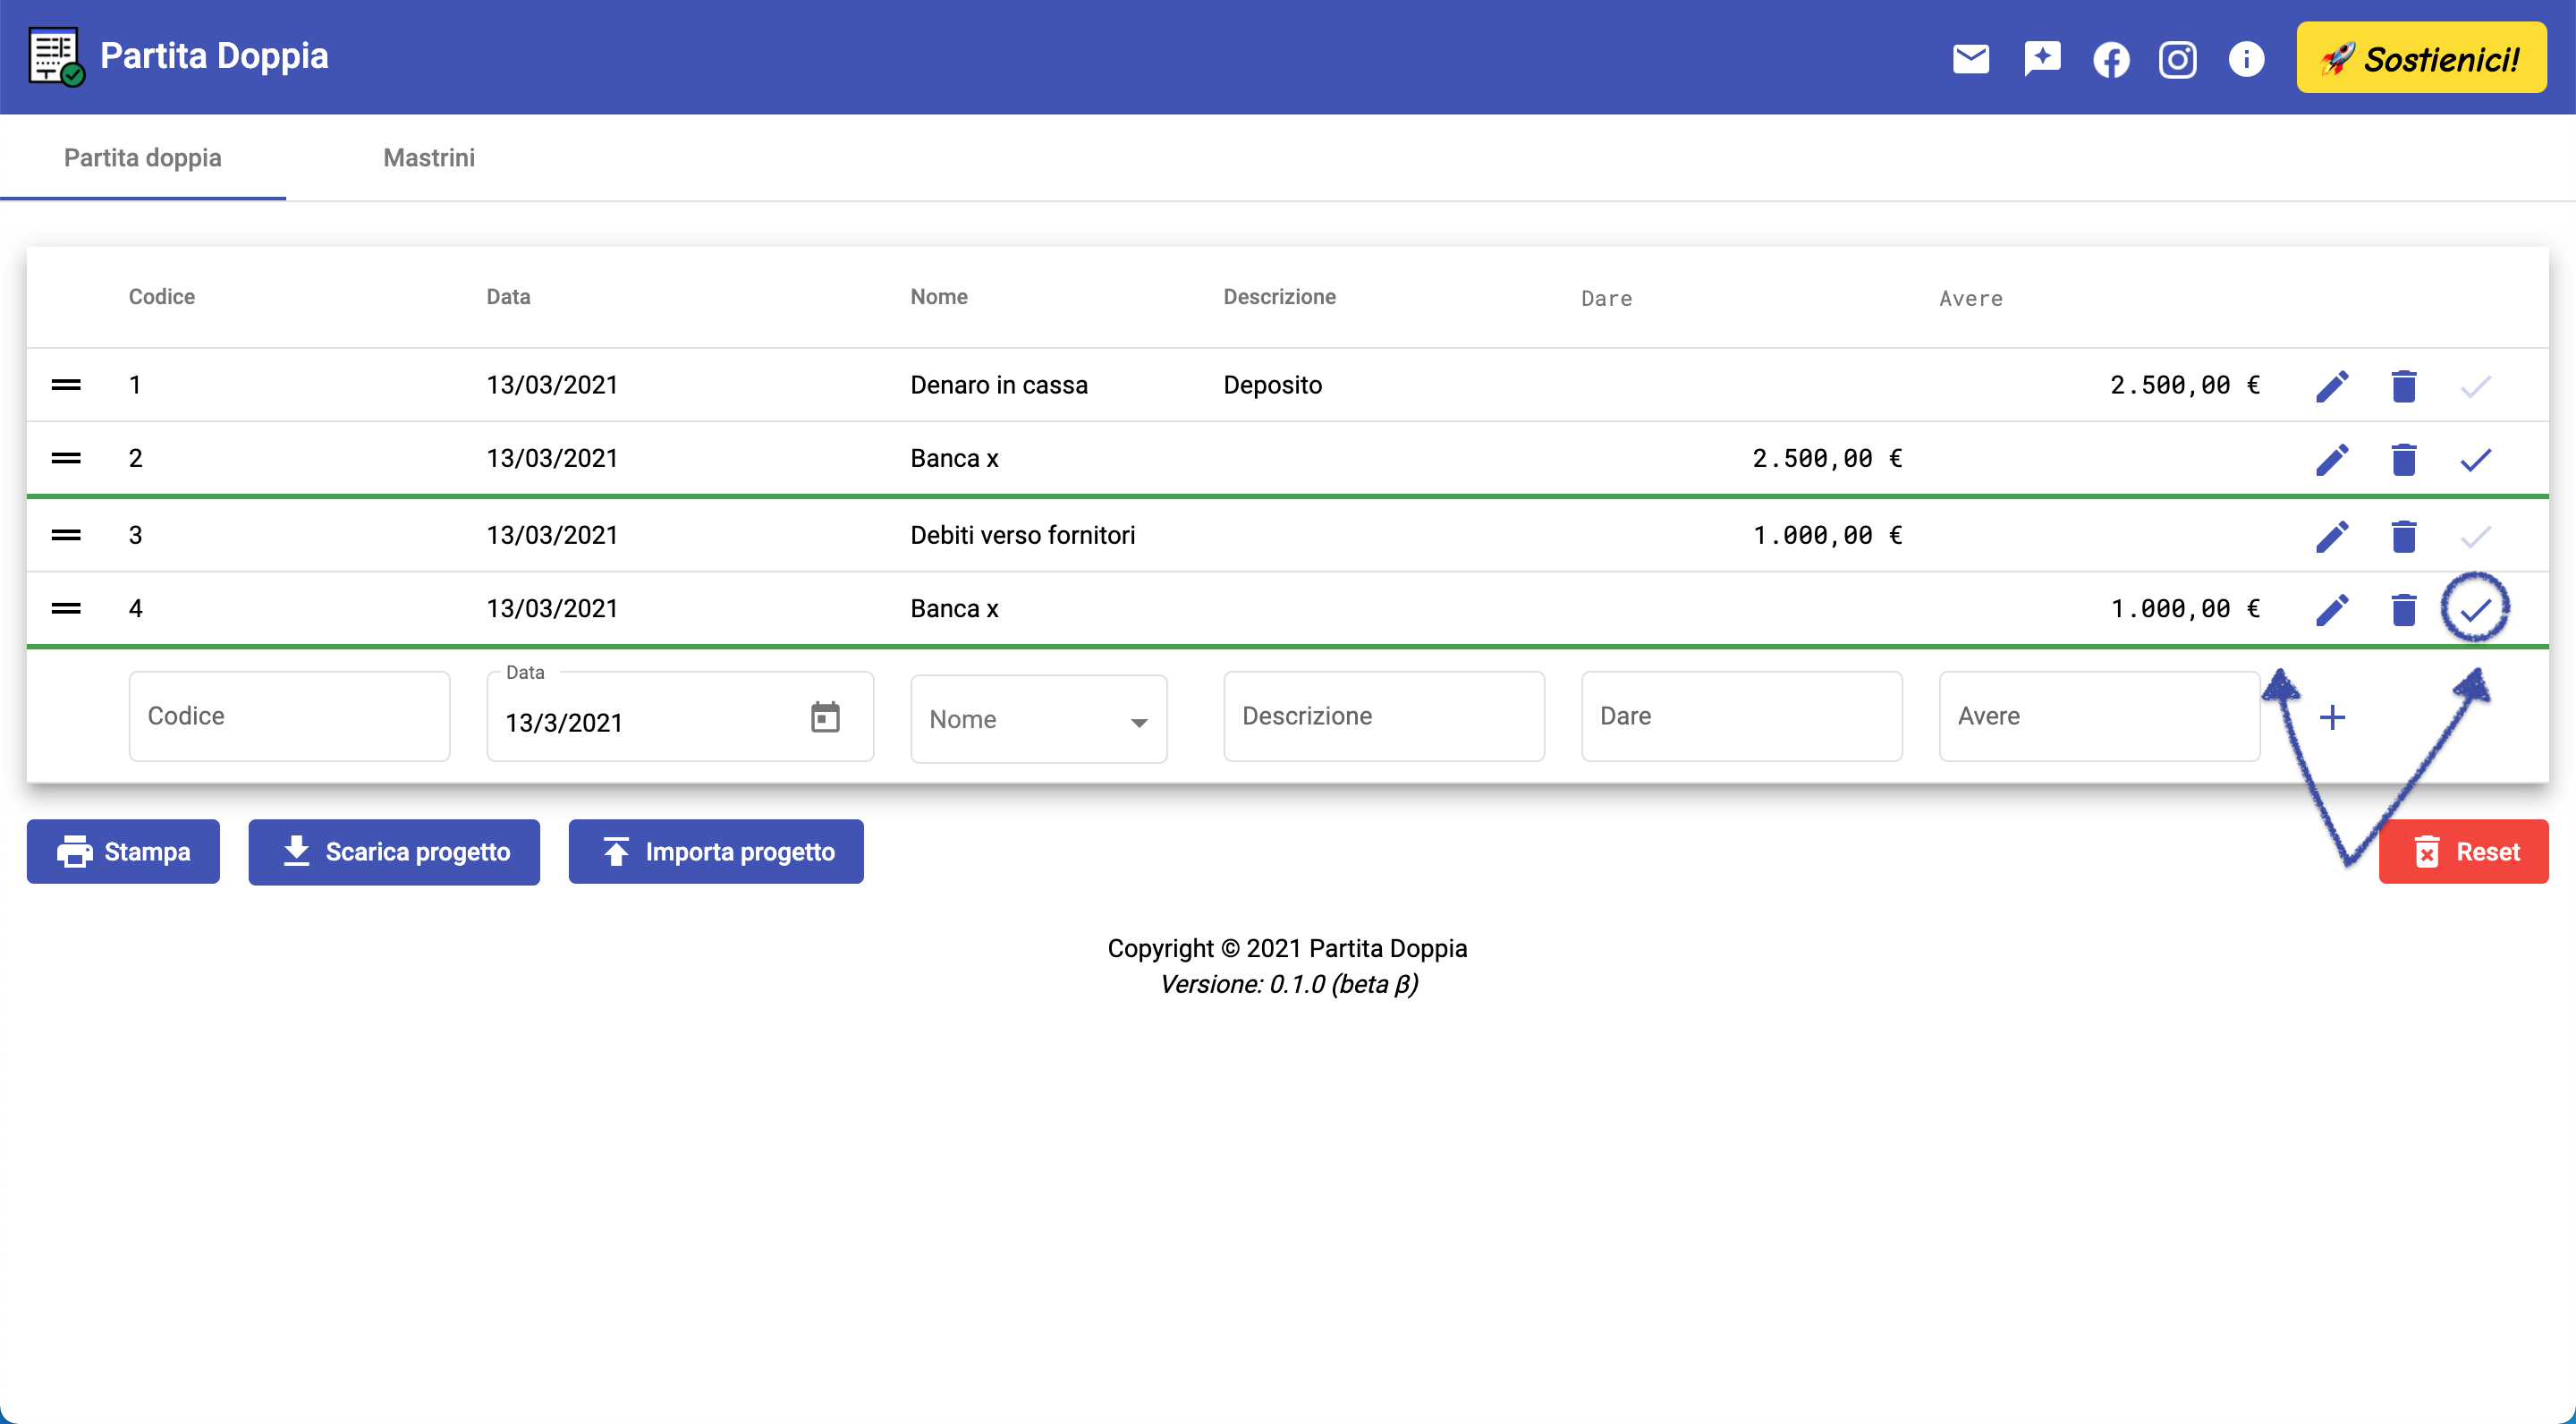 Partita Doppia
🚀 Sostienici!
Partita doppia Mastrini
Codice Data Nome Descrizione Dare Avere
1 13/03/2021 Denaro in cassa Deposito 2.500,00 €
2 13/03/2021 Banca x 2.500,00 €
3 13/03/2021 Debiti verso fornitori 1.000,00 €
4 13/03/2021 Banca x 1.000,00 €
Data
Codice 13/3/2021 Nome Descrizione Dare Avere
Stampa Scarica progetto Importa progetto Reset
Copyright © 2021 Partita Doppia
Versione: 0.1.0 (beta β)